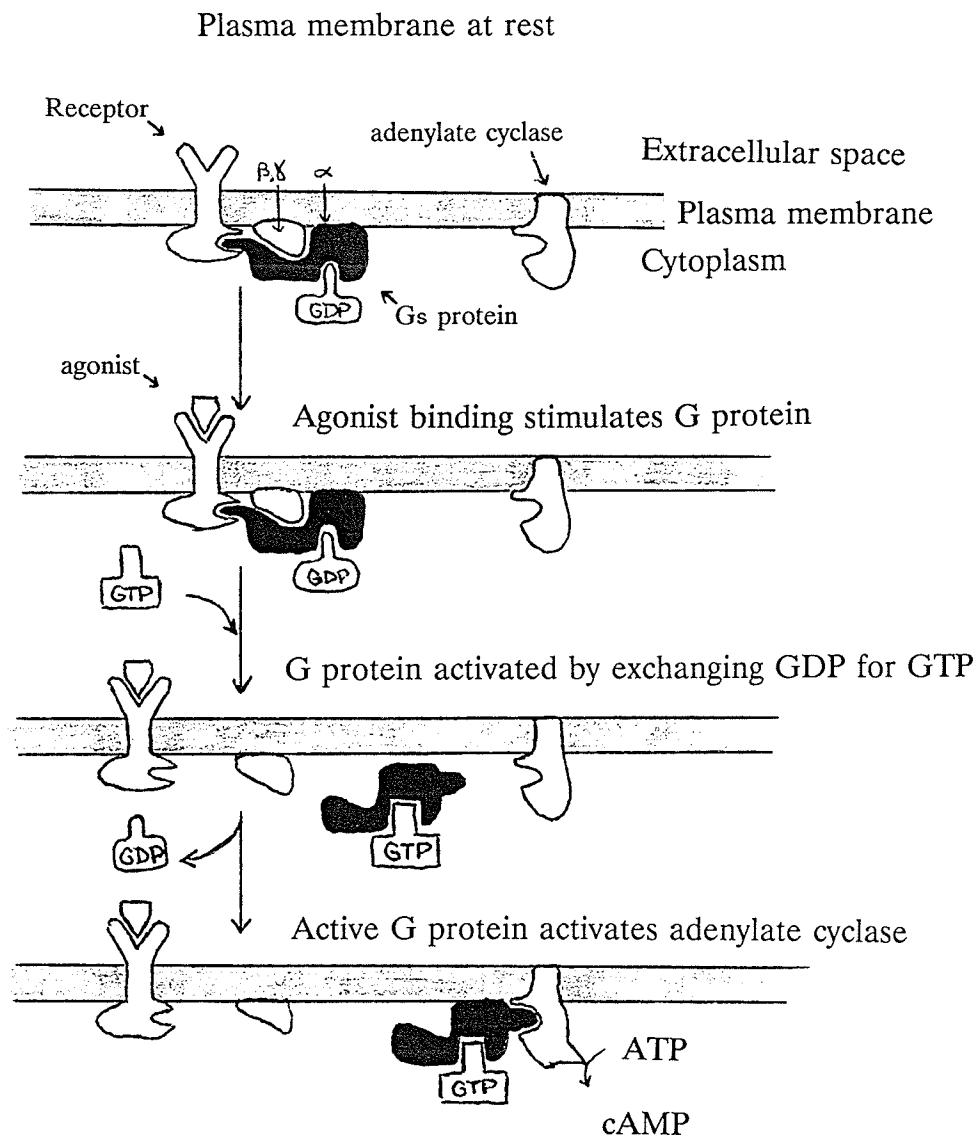 Plasma membrane at rest
Receptor
adenylate cyclase
Extracellular space
β,γ
α
Plasma membrane
Cytoplasm
GDP
Gs protein
agonist
Agonist binding stimulates G protein
GDP
GTP
G protein activated by exchanging GDP for GTP
GDP
GTP
Active G protein activates adenylate cyclase
ATP
GTP
cAMP